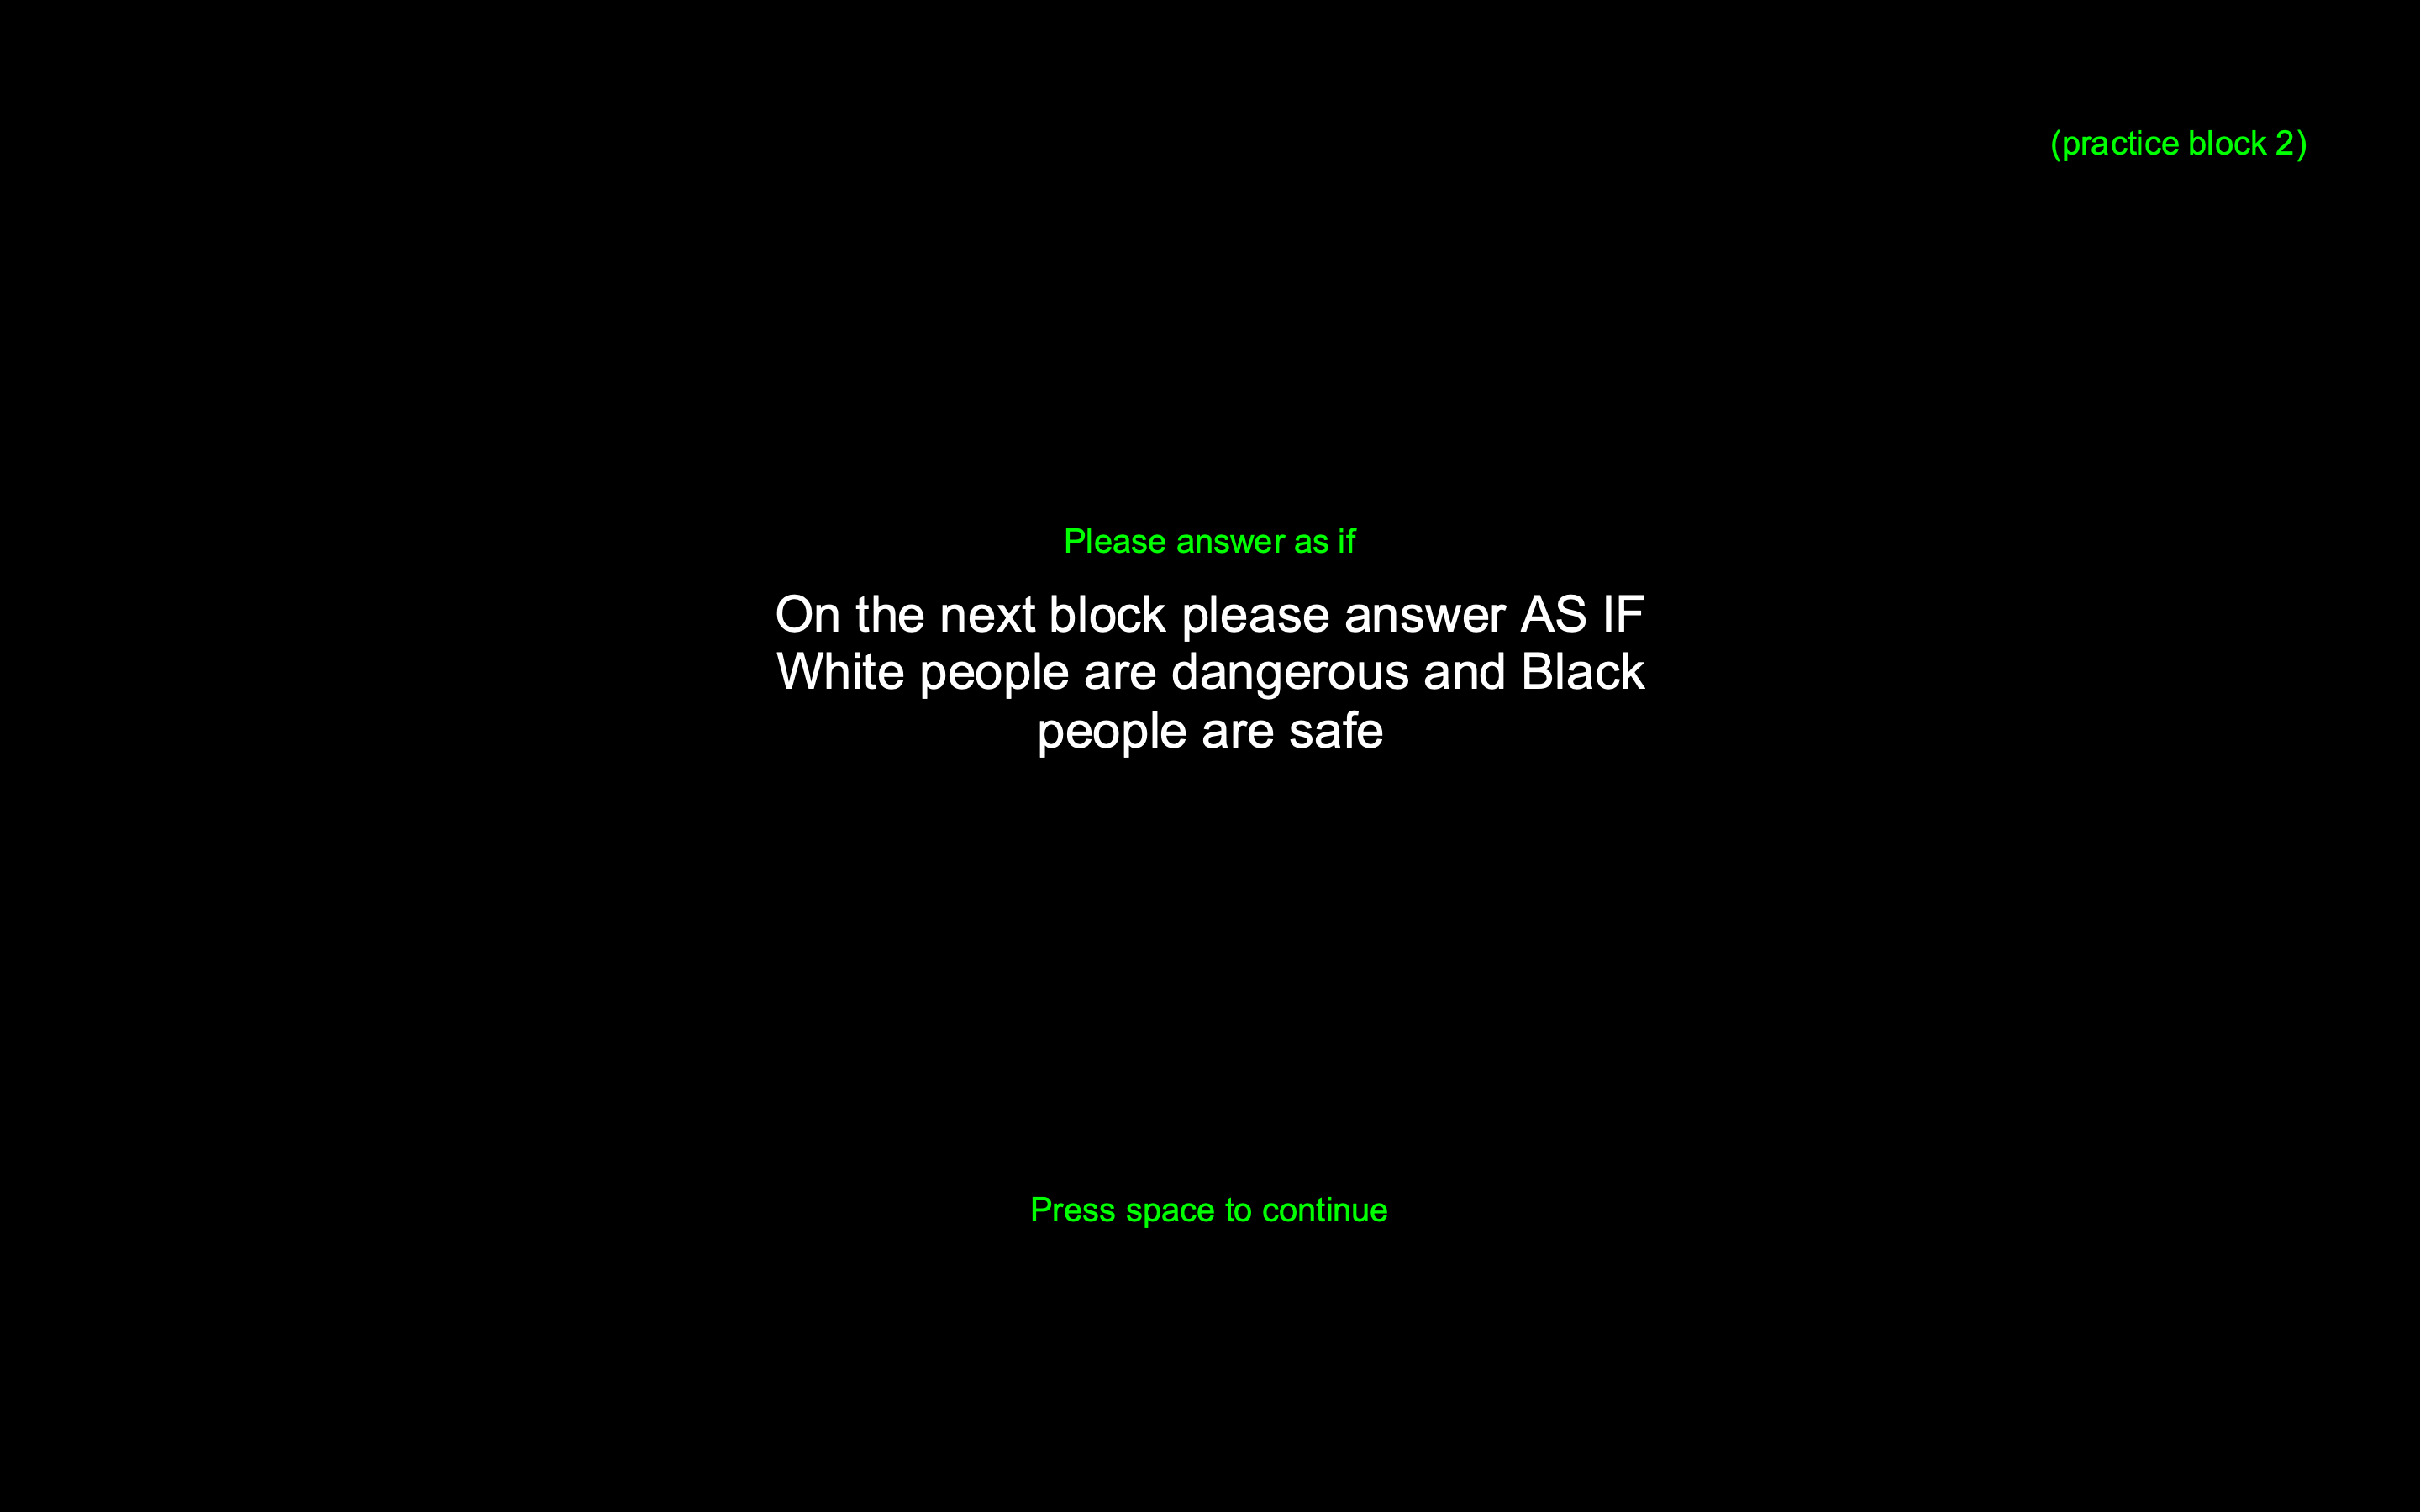 (practice block 2)
Please answer as if
On the next block please answer AS IF
White people are dangerous and Black
people are safe
Press space to continue